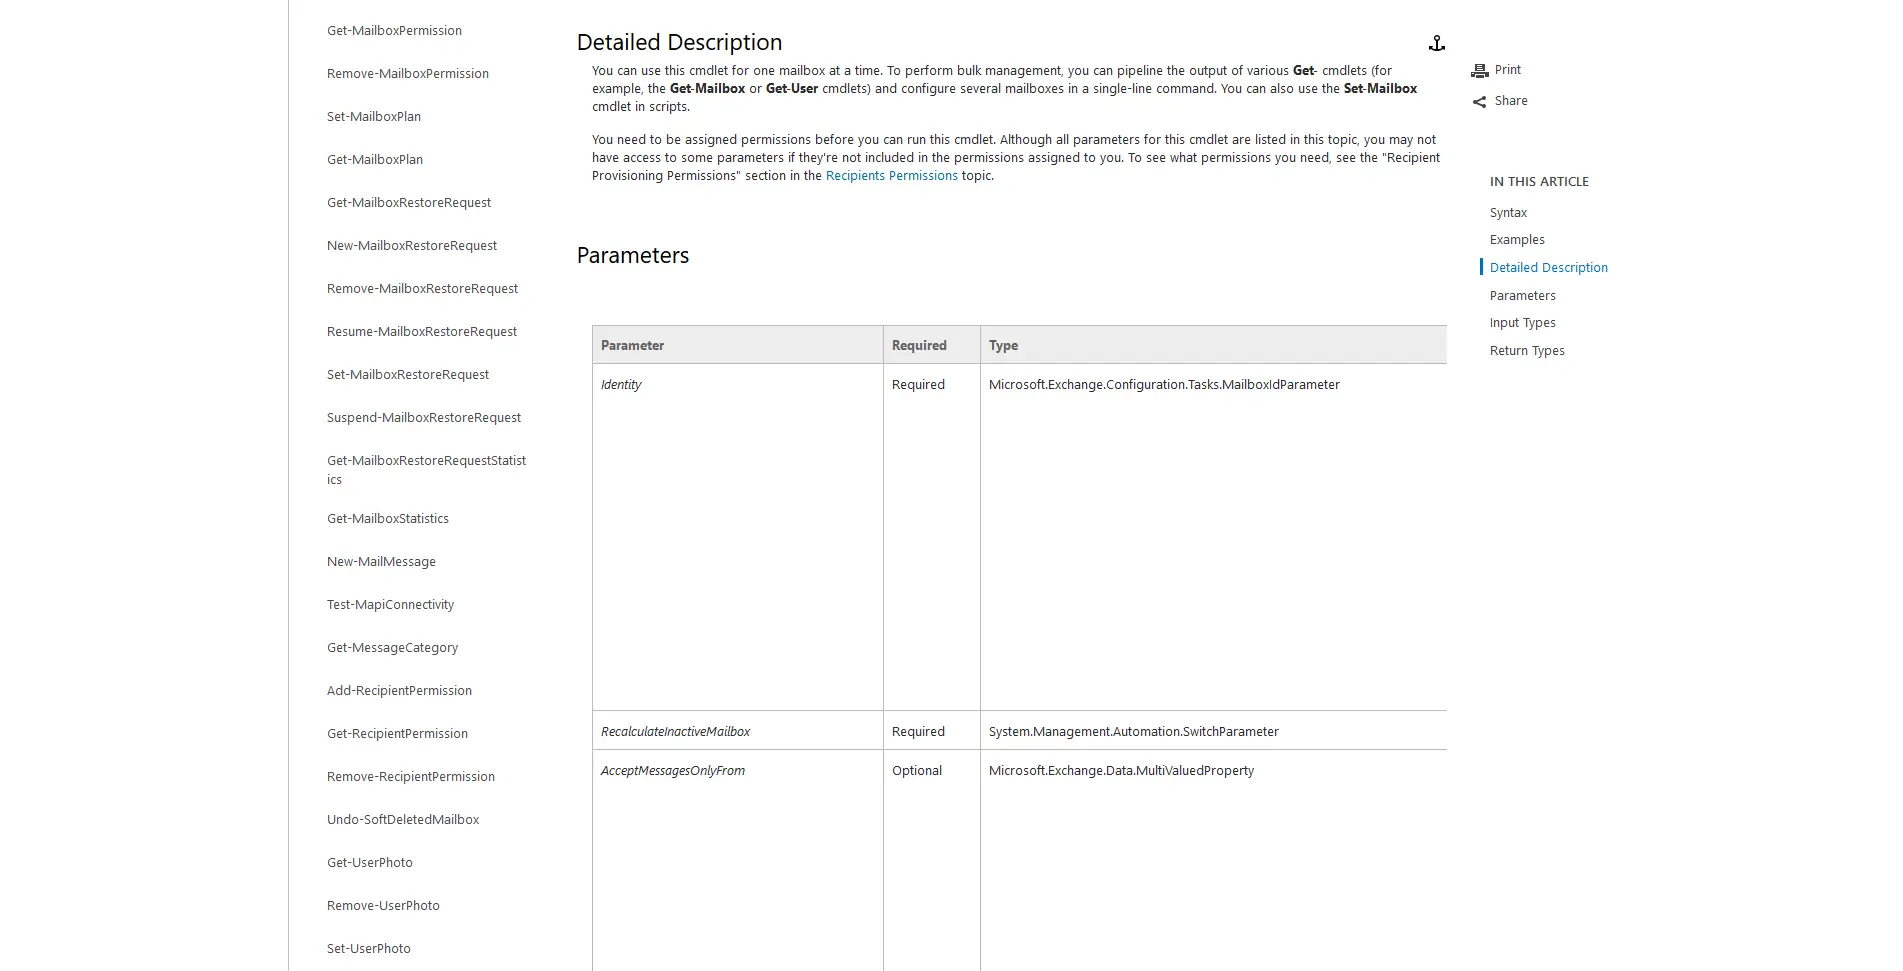 Get-MailboxPermission
Remove-MailboxPermission
Set-MailboxPlan
Get-MailboxPlan
Get-MailboxRestoreRequest
New-MailboxRestoreRequest
Remove-MailboxRestoreRequest
Resume-MailboxRestoreRequest
Set-MailboxRestoreRequest
Suspend-MailboxRestoreRequest
Get-MailboxRestoreRequestStatist
ics
Get-MailboxStatistics
New-MailMessage
Test-MapiConnectivity
Get-MessageCategory
Add-RecipientPermission
Get-RecipientPermission
Remove-RecipientPermission
Undo-SoftDeletedMailbox
Get-UserPhoto
Remove-UserPhoto
Set-UserPhoto
Detailed Description
You can use this cmdlet for one mailbox at a time. To perform bulk management, you can pipeline the output of various Get- cmdlets (for
example, the Get-Mailbox or Get-User cmdlets) and configure several mailboxes in a single-line command. You can also use the Set-Mailbox
cmdlet in scripts.
You need to be assigned permissions before you can run this cmdlet. Although all parameters for this cmdlet are listed in this topic, you may not
have access to some parameters if they're not included in the permissions assigned to you. To see what permissions you need, see the "Recipient
Provisioning Permissions" section in the Recipients Permissions topic.
Parameters
Parameter Required Type
Identity Required Microsoft.Exchange.Configuration.Tasks.MailboxIdParameter
RecalculateInactiveMailbox Required System.Management.Automation.SwitchParameter
AcceptMessagesOnlyFrom Optional Microsoft.Exchange.Data.MultiValuedProperty
Print
Share
IN THIS ARTICLE
Syntax
Examples
Detailed Description
Parameters
Input Types
Return Types